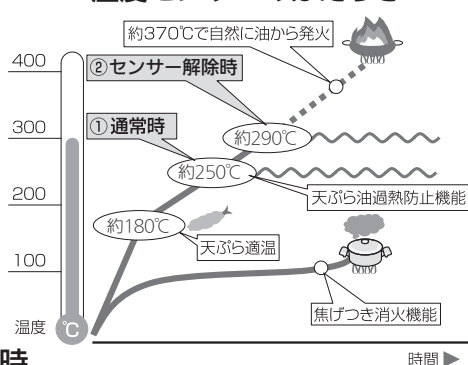 約370℃で自然に油から発火
400
②センサー解除時
300
①通常時
約290℃
約250℃
天ぷら油過熱防止機能
200
約180℃
天ぷら適温
100
焦げつき消火機能
温度
℃
時
時間▶